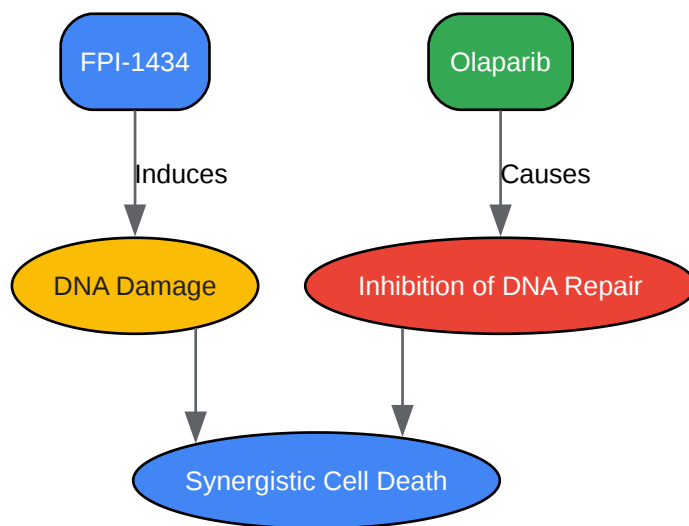 FPI-1434
Olaparib
Induces
Causes
DNA Damage
Inhibition of DNA Repair
Synergistic Cell Death